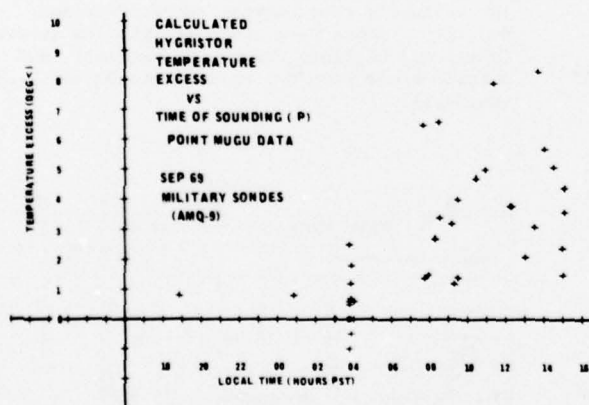 CALCULATED
HYGRISTOR
TEMPERATURE
EXCESS
VS
TIME OF SOUNDING (P)
POINT MUGU DATA
SEP 69
MILITARY SONDES
(AMQ-9)
TEMPERATURE EXCESS (DEG<)
10
9
8
7
6
5
4
3
2
1
0
18 20 22 00 02 04 06 08 10 12 14 16
LOCAL TIME (HOURS PST)